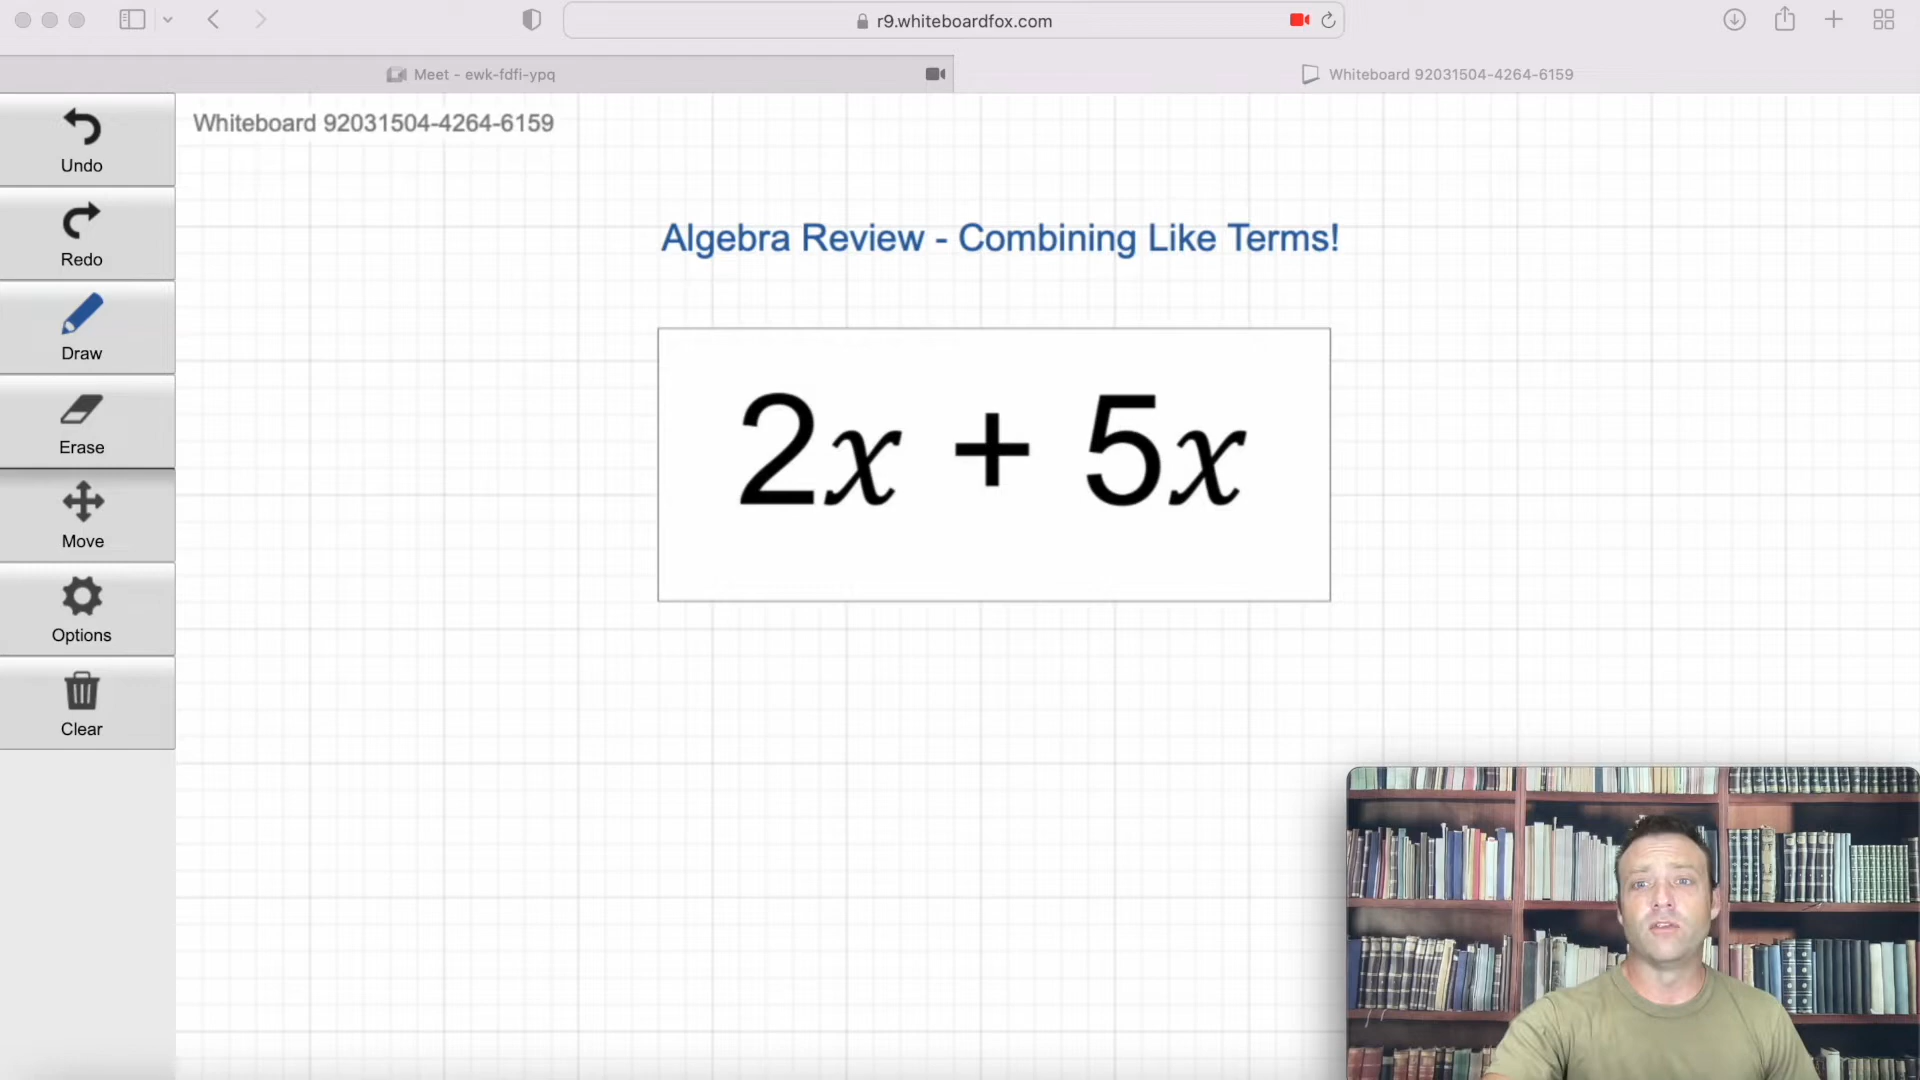 r9.whiteboardfox.com
Meet - ewk-fdfi-ypq
Whiteboard 92031504-4264-6159
Whiteboard 92031504-4264-6159
Undo
Redo
Draw
Erase
Move
Options
Clear
Algebra Review - Combining Like Terms!
2x + 5x